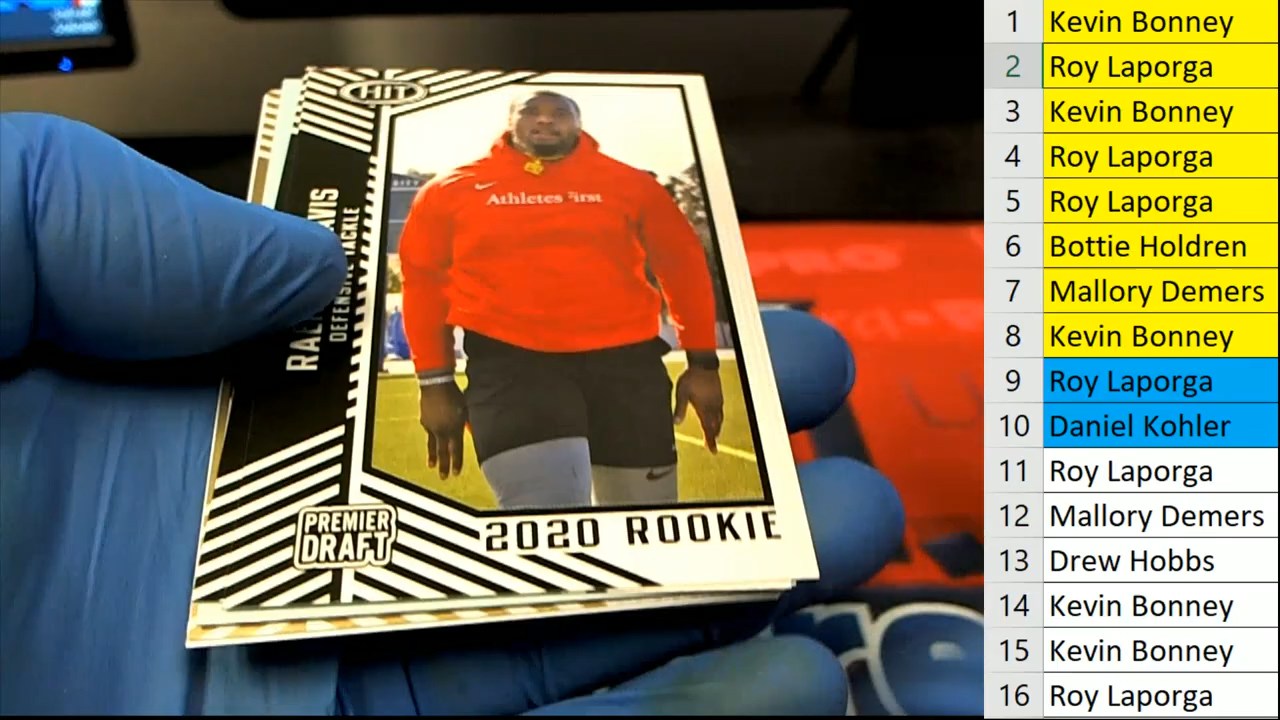 HIT
Athletes First
DEFENSIVE TACKLE
PREMIER
DRAFT
2020 ROOKIE
PRO
1 Kevin Bonney
2 Roy Laporga
3 Kevin Bonney
4 Roy Laporga
5 Roy Laporga
6 Bottie Holdren
7 Mallory Demers
8 Kevin Bonney
9 Roy Laporga
10 Daniel Kohler
11 Roy Laporga
12 Mallory Demers
13 Drew Hobbs
14 Kevin Bonney
15 Kevin Bonney
16 Roy Laporga